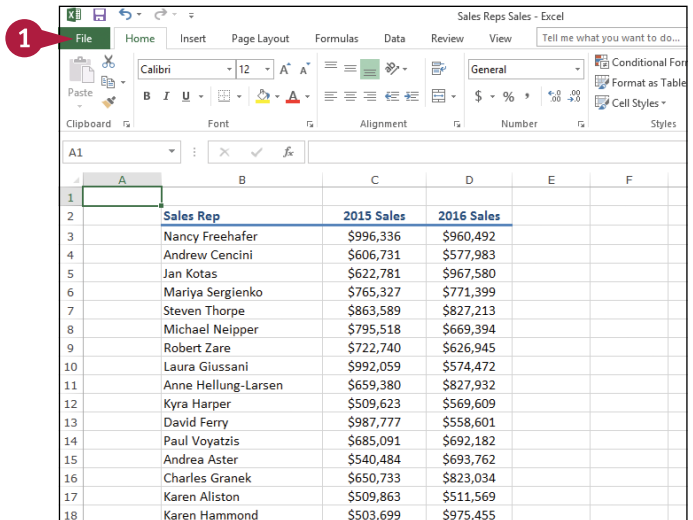 Sales Reps Sales - Excel
1
File Home Insert Page Layout Formulas Data Review View Tell me what you want to do...
Calibri 12 A A General Conditional For
Format as Table
Paste B I U A $ % , .0 .00 .00 .0 Cell Styles
Clipboard Font Alignment Number Styles
A1 fx
A B C D E F
1
2 Sales Rep 2015 Sales 2016 Sales
3 Nancy Freehafer $996,336 $960,492
4 Andrew Cencini $606,731 $577,983
5 Jan Kotas $622,781 $967,580
6 Mariya Sergienko $765,327 $771,399
7 Steven Thorpe $863,589 $827,213
8 Michael Neipper $795,518 $669,394
9 Robert Zare $722,740 $626,945
10 Laura Giussani $992,059 $574,472
11 Anne Hellung-Larsen $659,380 $827,932
12 Kyra Harper $509,623 $569,609
13 David Ferry $987,777 $558,601
14 Paul Voyatzis $685,091 $692,182
15 Andrea Aster $540,484 $693,762
16 Charles Granek $650,733 $823,034
17 Karen Aliston $509,863 $511,569
18 Karen Hammond $503,699 $975,455